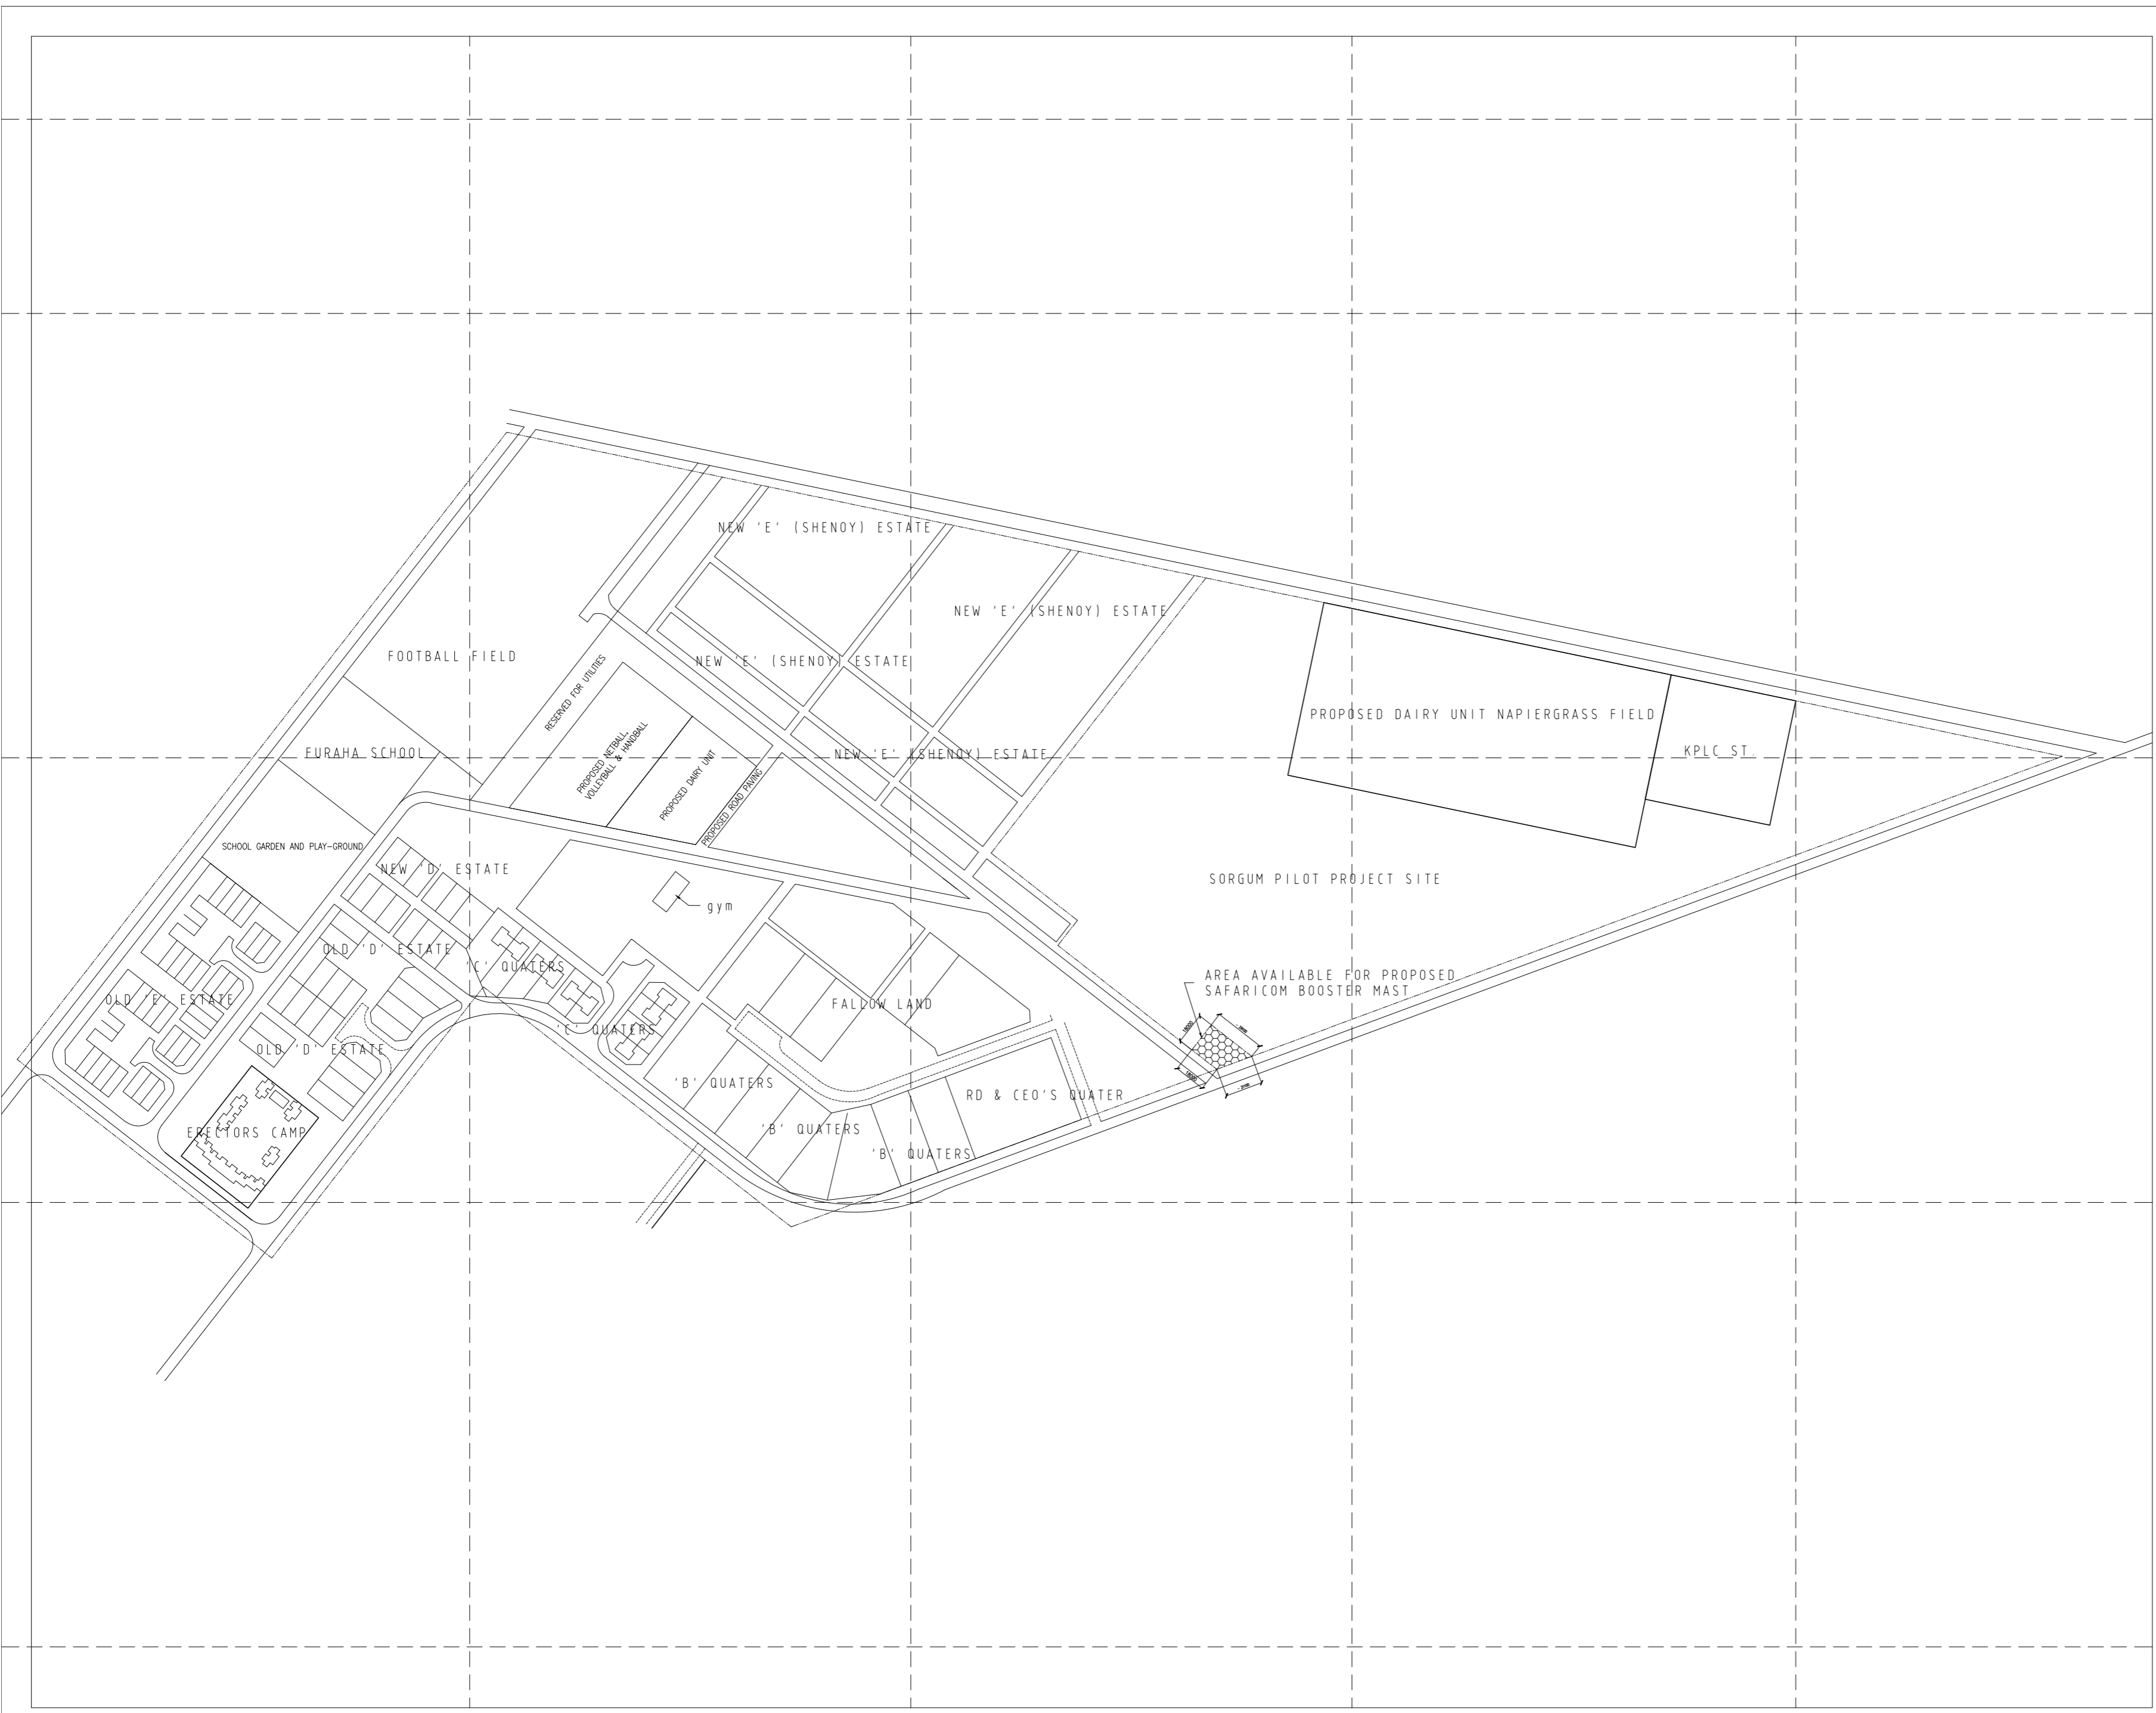 NEW 'E' (SHENOY) ESTATE
NEW 'E' (SHENOY) ESTATE
FOOTBALL FIELD
NEW 'E' (SHENOY) ESTATE
RESERVED FOR UTILITIES
PROPOSED DAIRY UNIT NAPIERGRASS FIELD
FURAHA SCHOOL
PROPOSED NETBALL,
VOLLEYBALL & HANDBALL
NEW 'E' (SHENOY) ESTATE
KPLC ST.
PROPOSED DAIRY UNIT
PROPOSED ROAD PAVING
SCHOOL GARDEN AND PLAY-GROUND
NEW 'D' ESTATE
SORGUM PILOT PROJECT SITE
gym
OLD 'D' ESTATE
'C' QUATERS
AREA AVAILABLE FOR PROPOSED
SAFARICOM BOOSTER MAST
OLD 'E' ESTATE
FALLOW LAND
'C' QUATERS
OLD 'D' ESTATE
'B' QUATERS
RD & CEO'S QUATER
ERECTORS CAMP
'B' QUATERS
'B' QUATERS